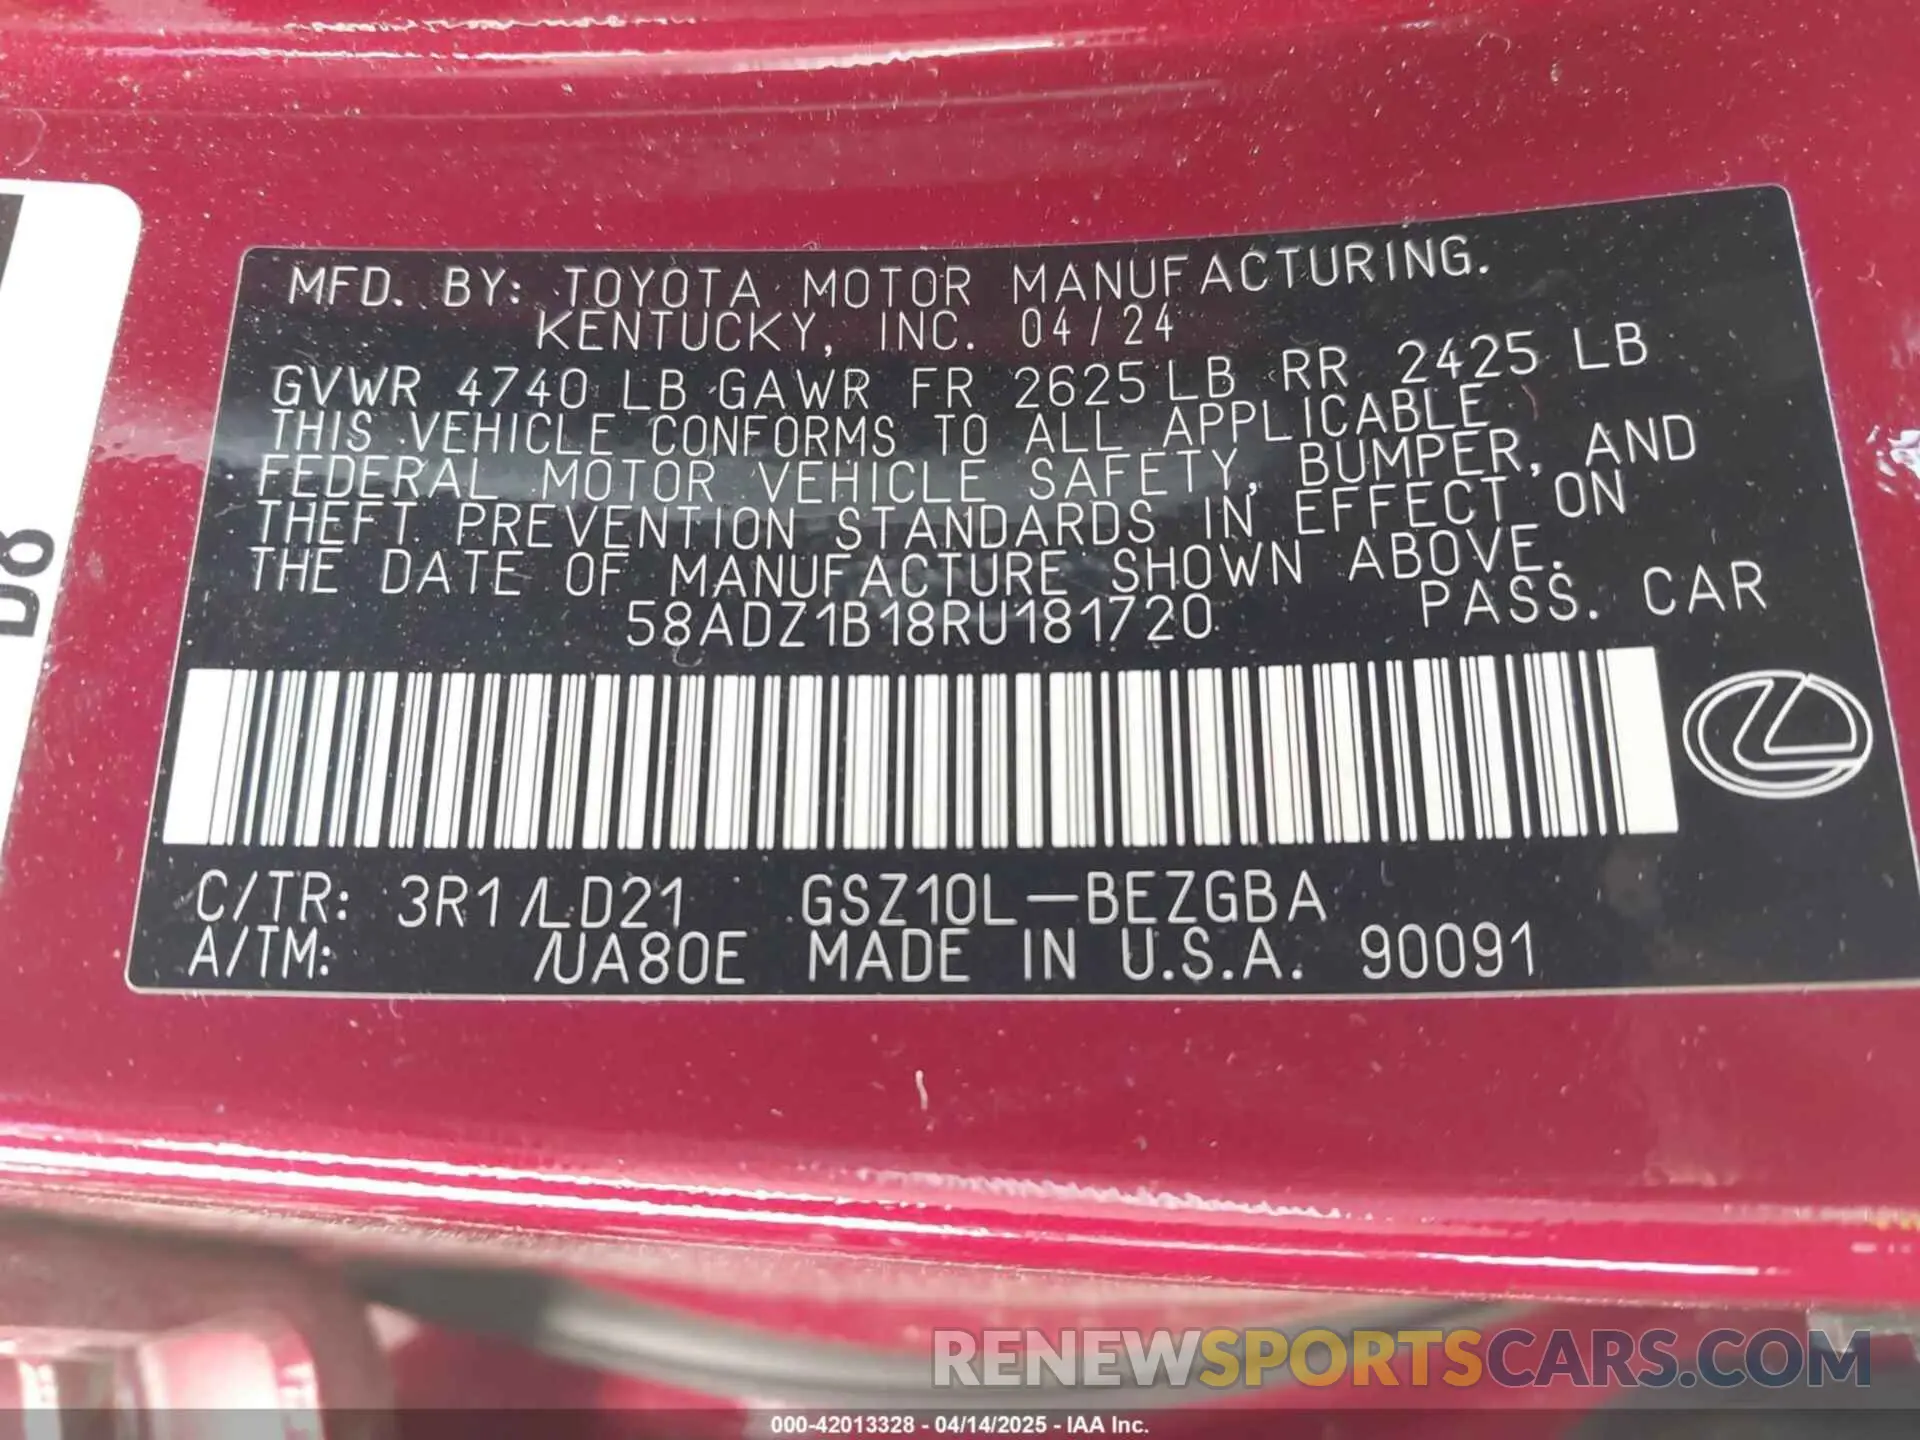 MFD. BY: TOYOTA MOTOR MANUFACTURING.
KENTUCKY, INC. 04/24
GVWR 4740 LB GAWR FR 2625 LB RR 2425 LB
THIS VEHICLE CONFORMS TO ALL APPLICABLE
FEDERAL MOTOR VEHICLE SAFETY, BUMPER, AND
THEFT PREVENTION STANDARDS IN EFFECT ON
THE DATE OF MANUFACTURE SHOWN ABOVE.
58ADZ1B18RU181720 PASS. CAR
C/TR: 3R1/LD21 GSZ10L-BEZGBA
A/TM: /UA80E MADE IN U.S.A. 90091
D8
RENEWSPORTSCARS.COM
000-42013328 - 04/14/2025 - IAA Inc.